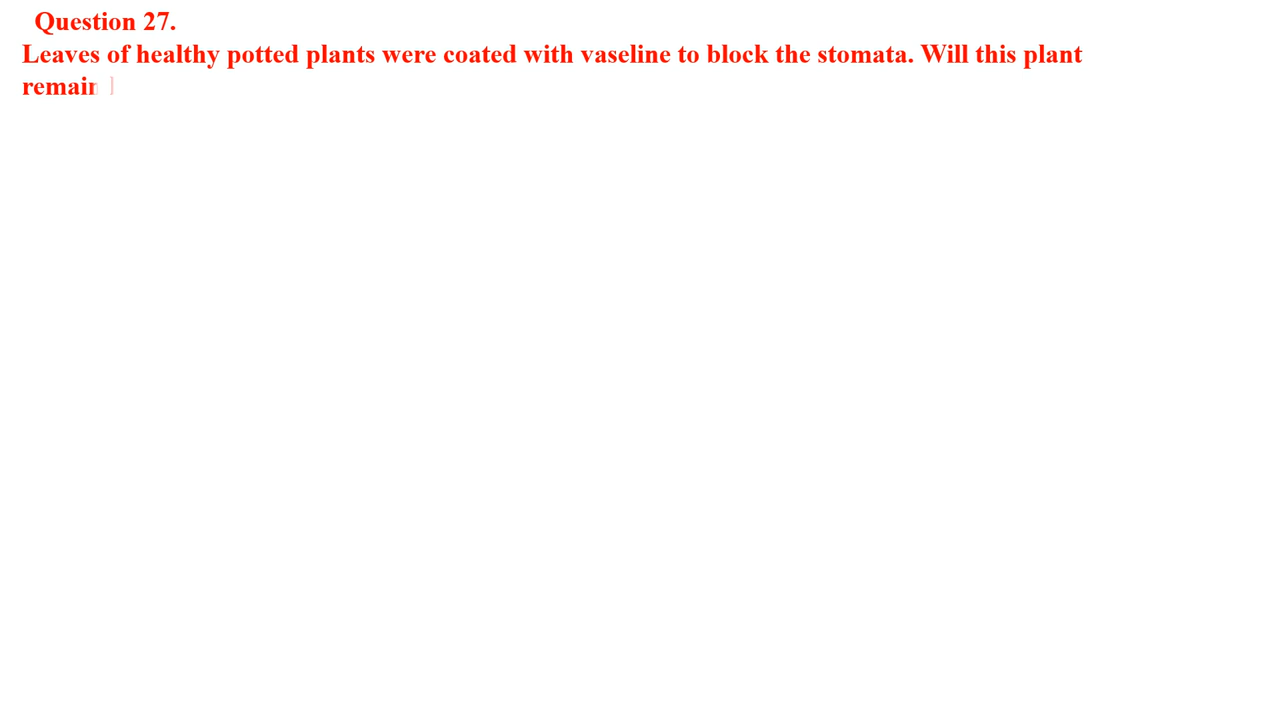 Question 27.
Leaves of healthy potted plants were coated with vaseline to block the stomata. Will this plant
remain